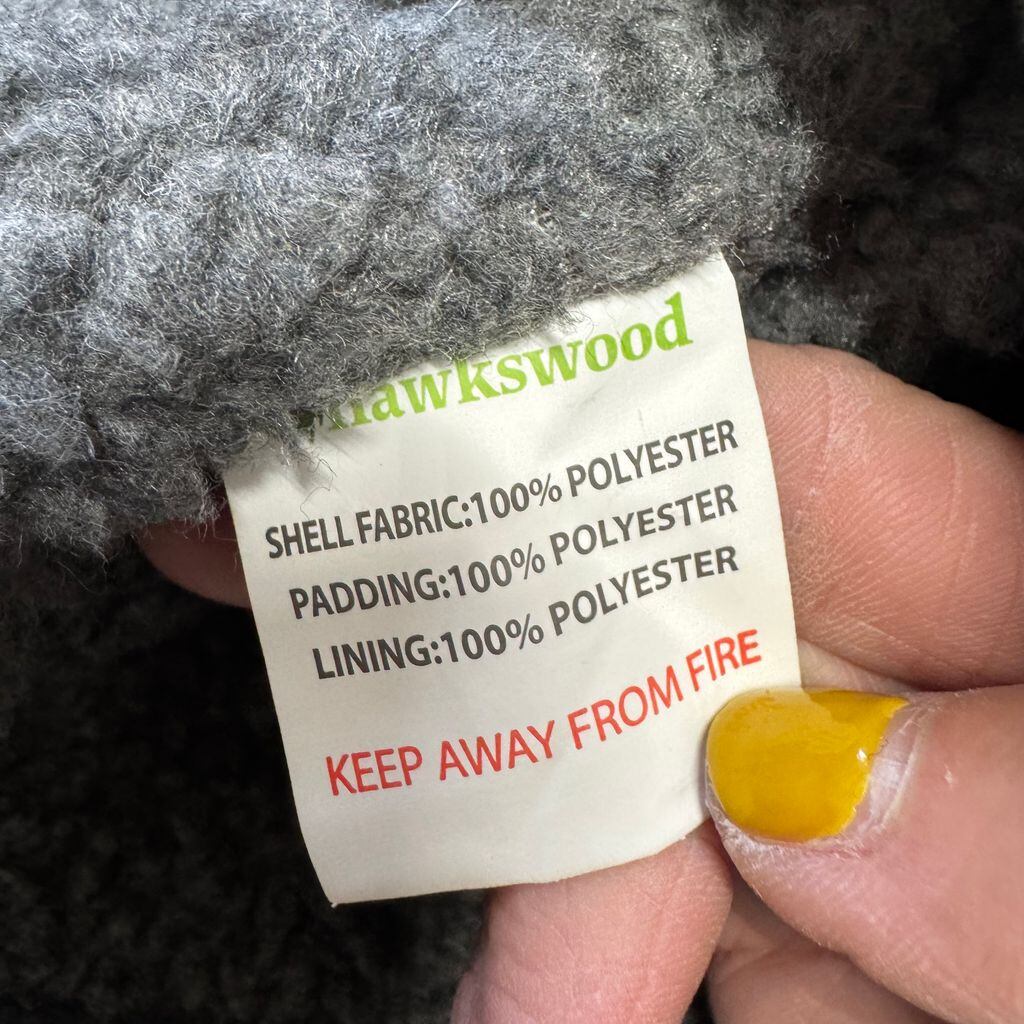 hawkswood
SHELL FABRIC:100% POLYESTER
PADDING:100% POLYESTER
LINING:100% POLYESTER
KEEP AWAY FROM FIRE